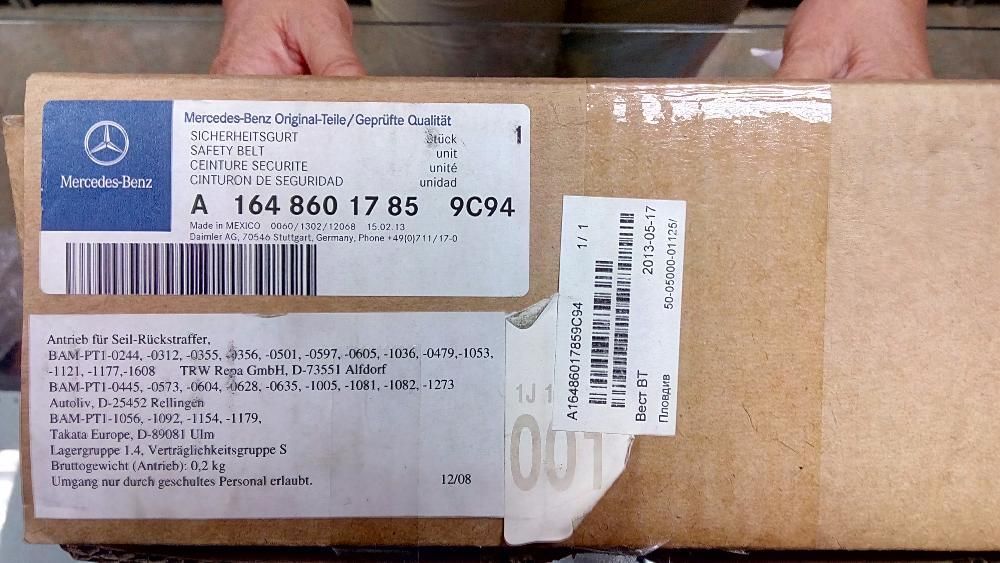 Mercedes-Benz
Mercedes-Benz Original-Teile/Geprüfte Qualität
SICHERHEITSGURT Stück 1
SAFETY BELT unit
CEINTURE SECURITE unité
CINTURON DE SEGURIDAD unidad
A 164 860 17 85 9C94
Made in MEXICO 0060/1302/12068 15.02.13
Daimler AG, 70546 Stuttgart, Germany, Phone +49(0)711/17-0
Antrieb für Seil-Rückstraffer,
BAM-PT1-0244, -0312, -0355, -0356, -0501, -0597, -0605, -1036, -0479,-1053,
-1121, -1177,-1608 TRW Repa GmbH, D-73551 Alfdorf
BAM-PT1-0445, -0573, -0604, -0628, -0635, -1005, -1081, -1082, -1273
Autoliv, D-25452 Rellingen
BAM-PT1-1056, -1092, -1154, -1179,
Takata Europe, D-89081 Ulm
Lagergruppe 1.4, Verträglichkeitsgruppe S
Bruttogewicht (Antrieb): 0,2 kg
Umgang nur durch geschultes Personal erlaubt. 12/08
1J 1
001
A16486017859C94 1/ 1
Вест ВТ 2013-05-17
Пловдив 50-05000-01125/